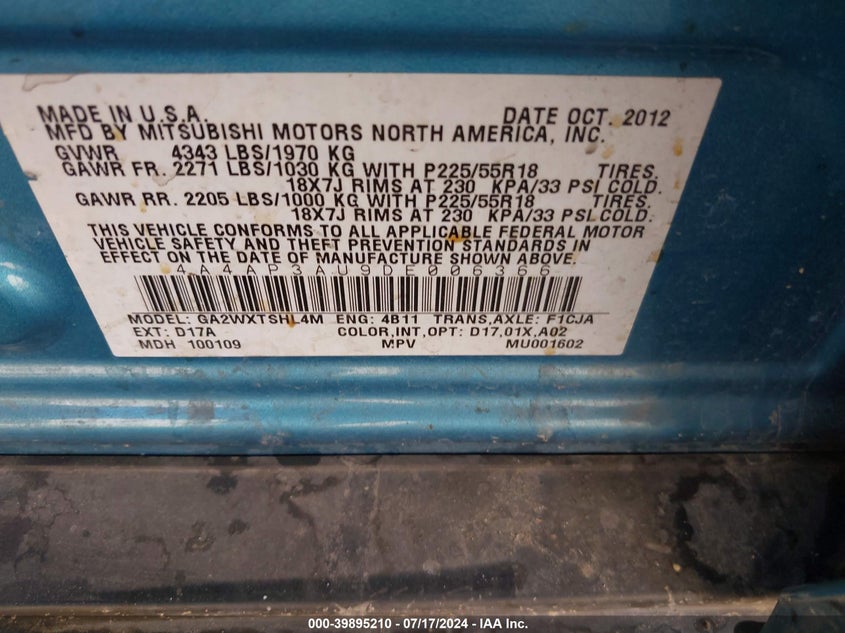 MADE IN U.S.A. DATE OCT. 2012
MFD BY MITSUBISHI MOTORS NORTH AMERICA, INC.
GVWR 4343 LBS/1970 KG
GAWR FR. 2271 LBS/1030 KG WITH P225/55R18 TIRES.
18X7J RIMS AT 230 KPA/33 PSI COLD.
GAWR RR. 2205 LBS/1000 KG WITH P225/55R18 TIRES.
18X7J RIMS AT 230 KPA/33 PSI COLD.
THIS VEHICLE CONFORMS TO ALL APPLICABLE FEDERAL MOTOR
VEHICLE SAFETY AND THEFT PREVENTION STANDARDS IN
EFFECT ON THE DATE OF MANUFACTURE SHOWN ABOVE.
4A4AP3AU9DE006366
MODEL: GA2WXTSHL4M ENG: 4B11 TRANS,AXLE: F1CJA
EXT: D17A COLOR,INT,OPT: D17,01X,A02
MDH 100109 MPV MU001602
000-39895210 - 07/17/2024 - IAA Inc.